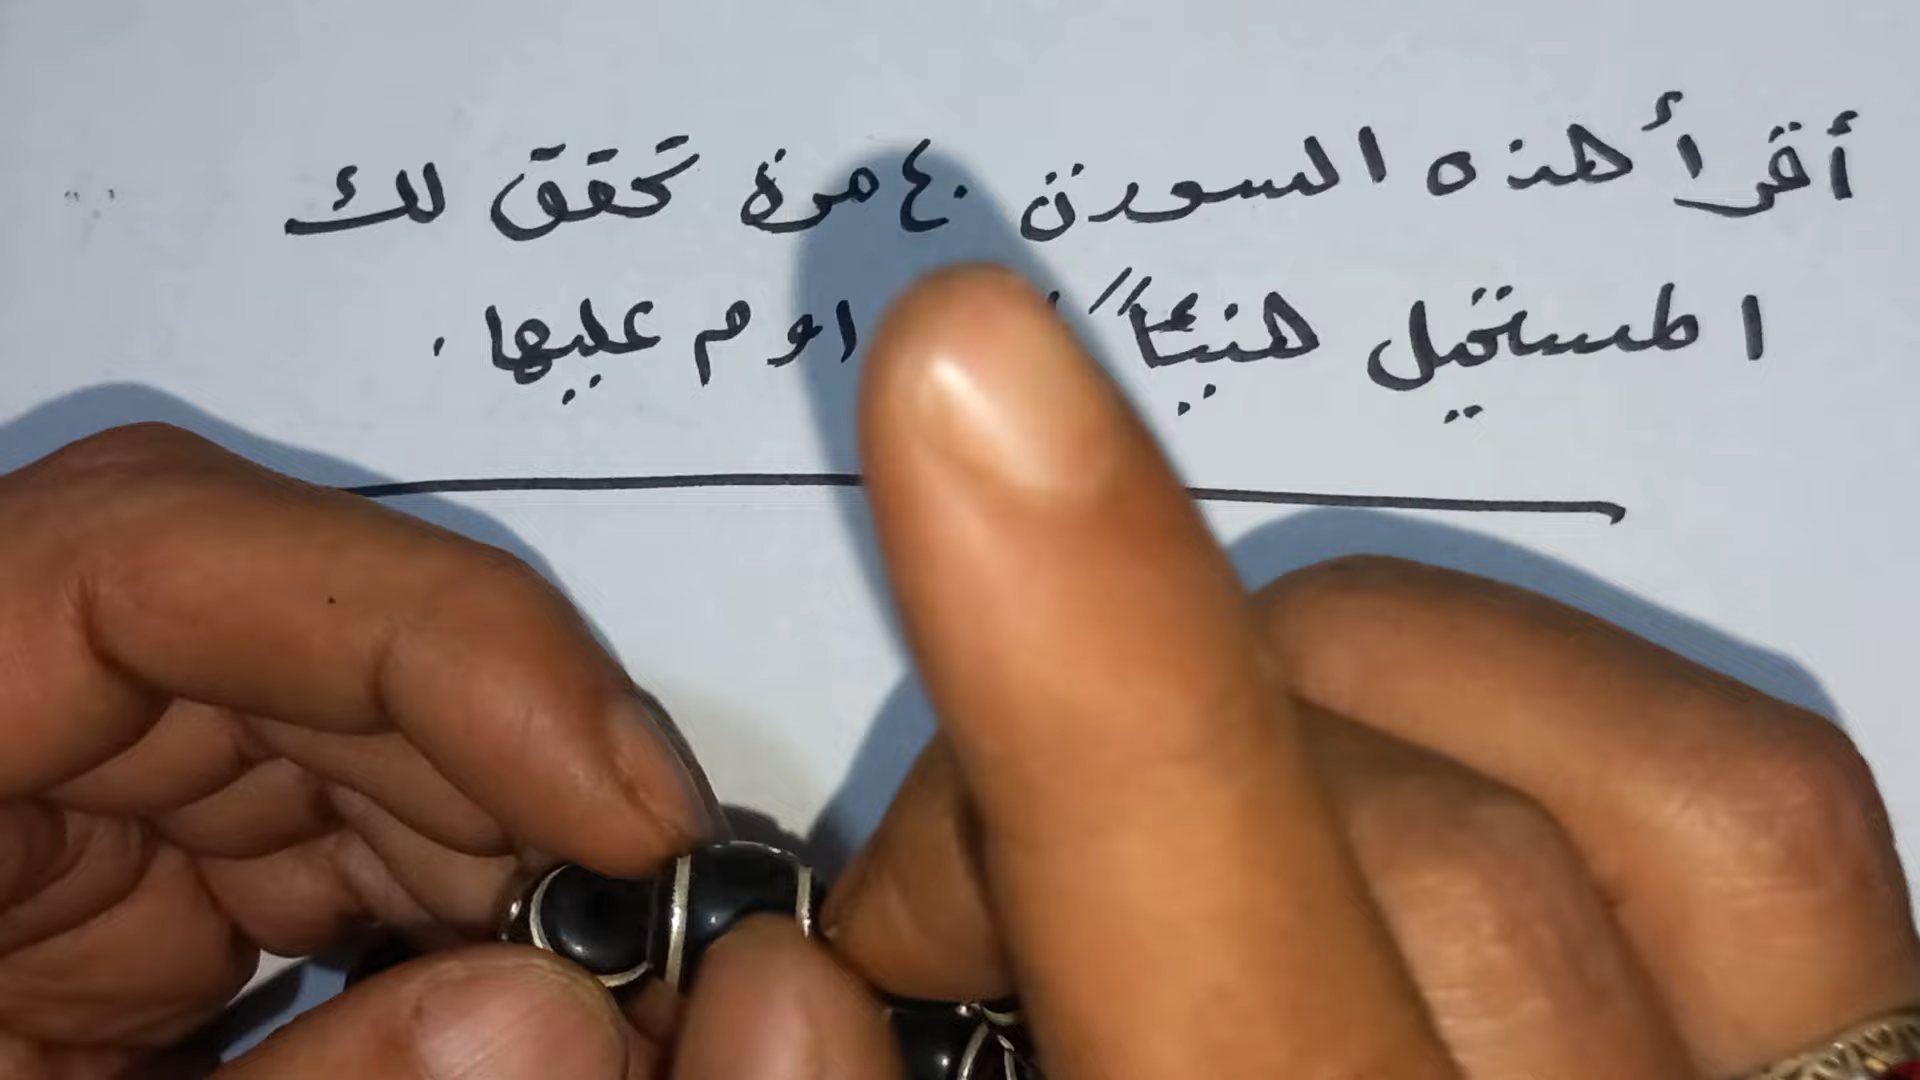 أقرأ هذه السورة ٤٠ مرة تحقق لك
المستحيل هنيئاً اوم عليها .